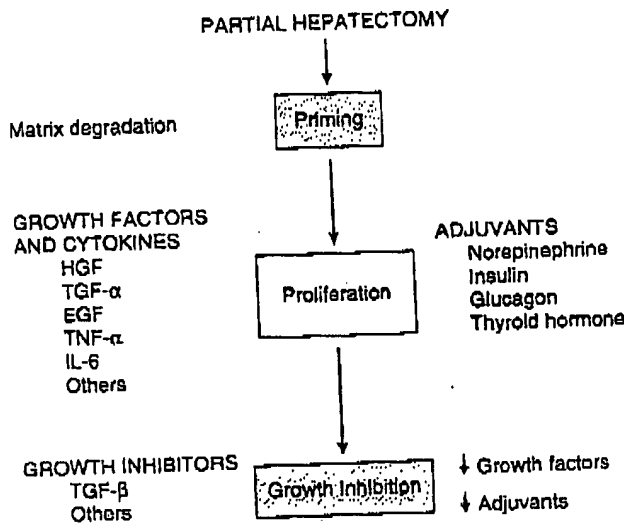 PARTIAL HEPATECTOMY
Matrix degradation
Priming
GROWTH FACTORS
AND CYTOKINES
HGF
TGF-α
EGF
TNF-α
IL-6
Others
Proliferation
ADJUVANTS
Norepinephrine
Insulin
Glucagon
Thyroid hormone
GROWTH INHIBITORS
TGF-β
Others
Growth Inhibition
↓ Growth factors
↓ Adjuvants